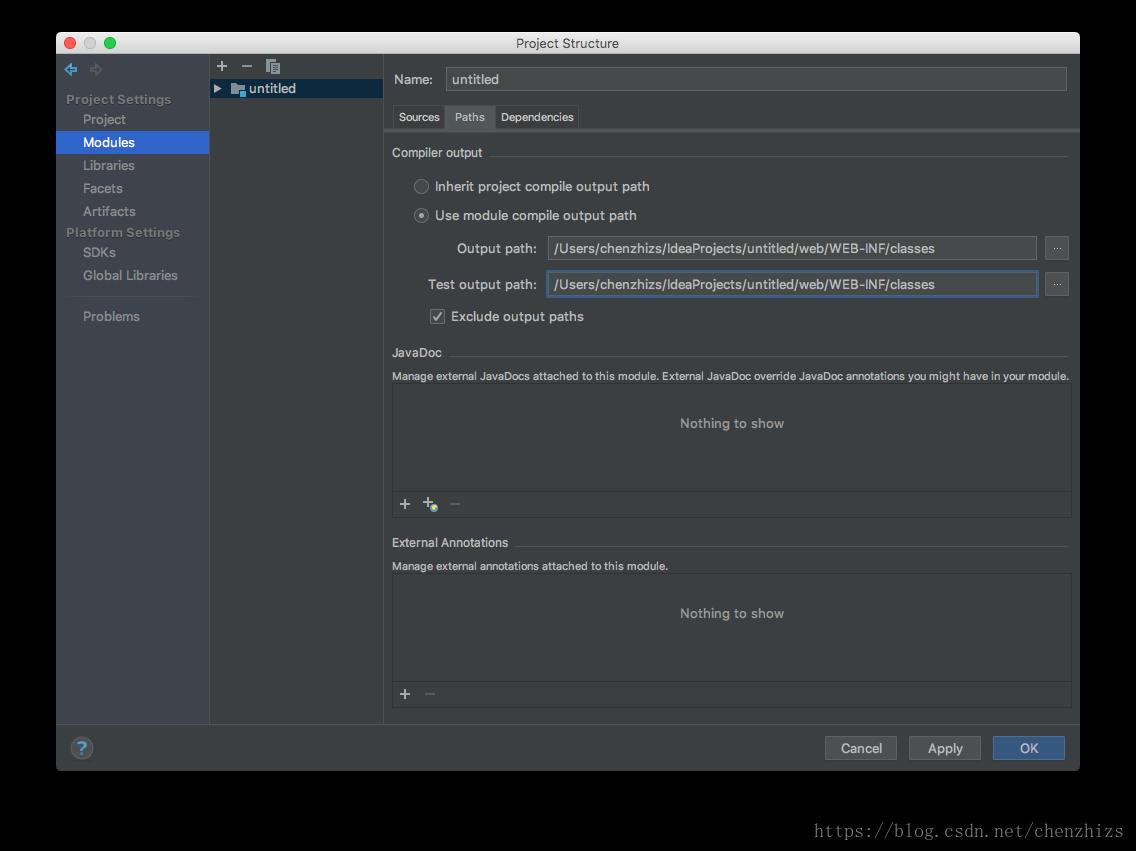 Project Structure
Project Settings
Project
Modules
Libraries
Facets
Artifacts
Platform Settings
SDKs
Global Libraries
Problems
untitled
Name: untitled
Sources Paths Dependencies
Compiler output
Inherit project compile output path
Use module compile output path
Output path: /Users/chenzhizs/IdeaProjects/untitled/web/WEB-INF/classes ...
Test output path: /Users/chenzhizs/IdeaProjects/untitled/web/WEB-INF/classes ...
Exclude output paths
JavaDoc
Manage external JavaDocs attached to this module. External JavaDoc override JavaDoc annotations you might have in your module.
Nothing to show
External Annotations
Manage external annotations attached to this module.
Nothing to show
? Cancel Apply OK
https://blog.csdn.net/chenzhizs